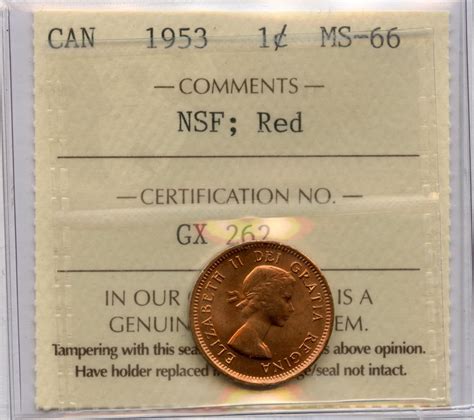 CAN 1953 1¢ MS-66
COMMENTS
NSF; Red
CERTIFICATION NO.
GX 262
IN OUR IS A
GENUIN EM.
Tampering with this sea s above opinion.
Have holder replaced i ge/seal not intact.
ELIZABETH II DEI GRATIA REGINA